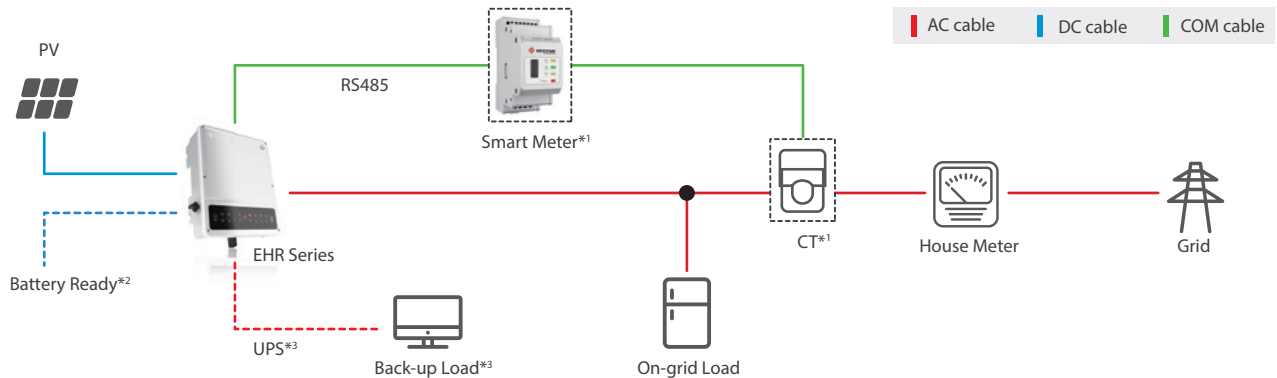 AC cable
DC cable
COM cable
PV
RS485
Smart Meter*1
EHR Series
CT*1
House Meter
Grid
Battery Ready*2
UPS*3
Back-up Load*3
On-grid Load